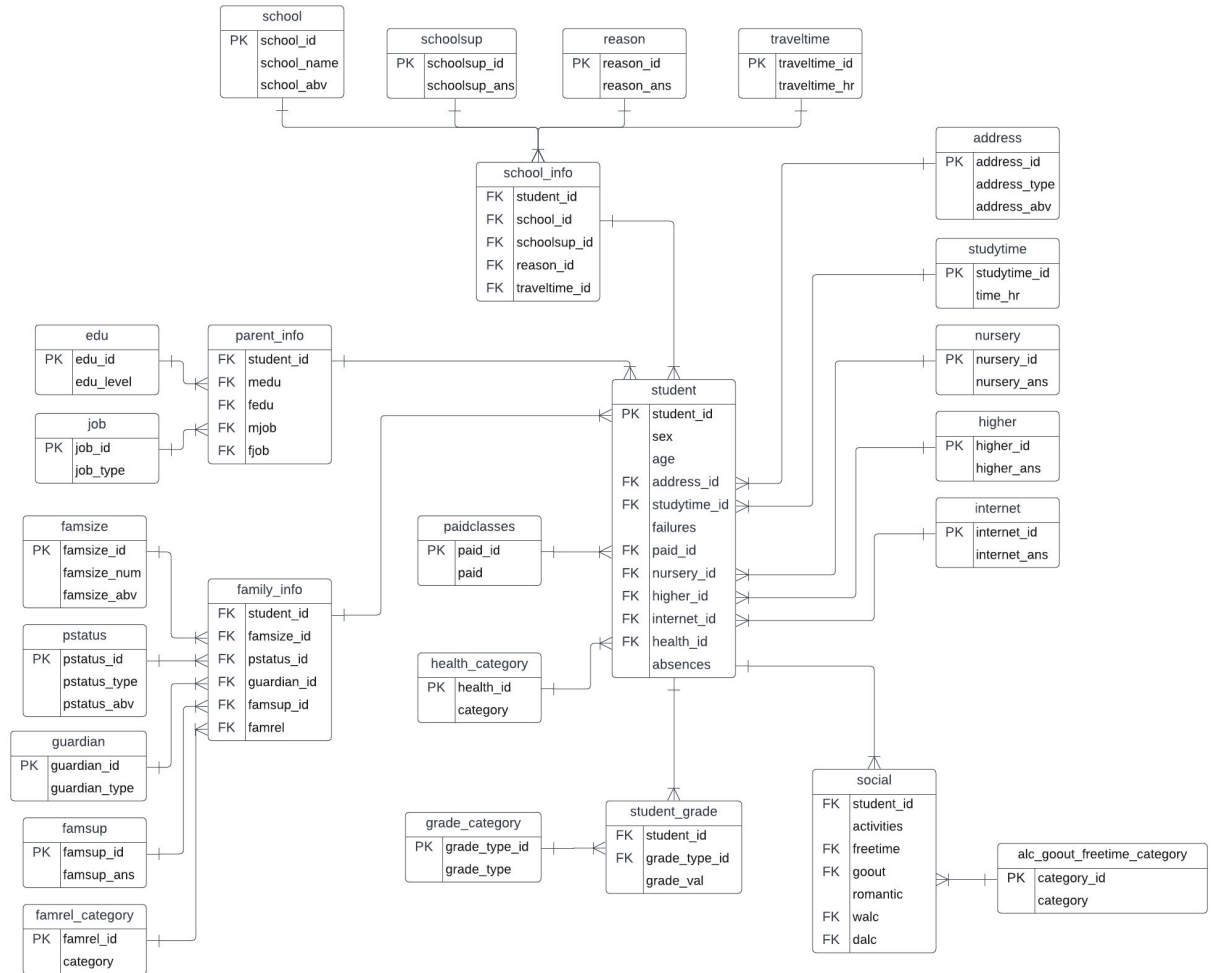 school
PK school_id
school_name
school_abv
schoolsup
PK schoolsup_id
schoolsup_ans
reason
PK reason_id
reason_ans
traveltime
PK traveltime_id
traveltime_hr
address
PK address_id
address_type
address_abv
school_info
FK student_id
FK school_id
FK schoolsup_id
FK reason_id
FK traveltime_id
studytime
PK studytime_id
time_hr
edu
PK edu_id
edu_level
parent_info
FK student_id
FK medu
FK fedu
FK mjob
FK fjob
nursery
PK nursery_id
nursery_ans
job
PK job_id
job_type
student
PK student_id
sex
age
FK address_id
FK studytime_id
failures
FK paid_id
FK nursery_id
FK higher_id
FK internet_id
FK health_id
absences
higher
PK higher_id
higher_ans
internet
PK internet_id
internet_ans
famsize
PK famsize_id
famsize_num
famsize_abv
paidclasses
PK paid_id
paid
family_info
FK student_id
FK famsize_id
FK pstatus_id
FK guardian_id
FK famsup_id
FK famrel
pstatus
PK pstatus_id
pstatus_type
pstatus_abv
health_category
PK health_id
category
guardian
PK guardian_id
guardian_type
famsup
PK famsup_id
famsup_ans
famrel_category
PK famrel_id
category
grade_category
PK grade_type_id
grade_type
student_grade
FK student_id
FK grade_type_id
grade_val
social
FK student_id
activities
FK freetime
FK goout
romantic
FK walc
FK dalc
alc_goout_freetime_category
PK category_id
category